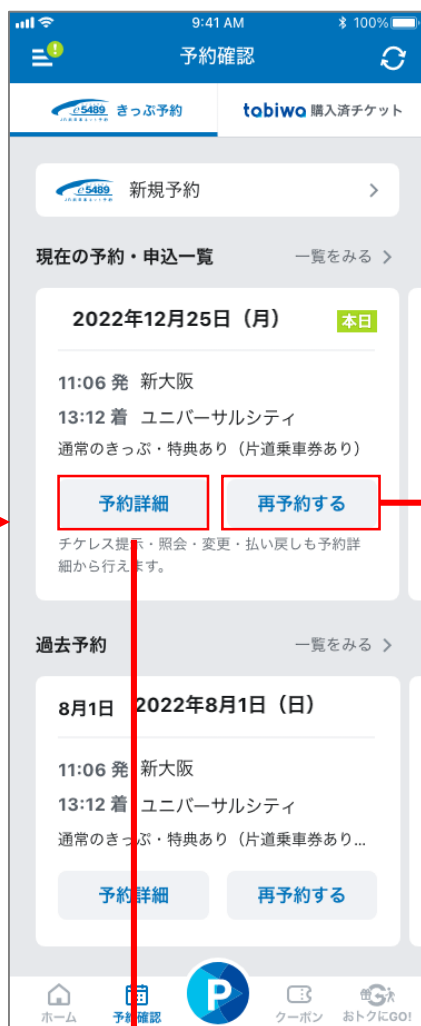 9:41 AM
100%
予約確認
e5489 きっぷ予約
tabiwa 購入済チケット
e5489 新規予約
現在の予約・申込一覧
一覧をみる
2022年12月25日（月）
本日
11:06 発 新大阪
13:12 着 ユニバーサルシティ
通常のきっぷ・特典あり（片道乗車券あり）
予約詳細
再予約する
チケレス提示・照会・変更・払い戻しも予約詳
細から行えます。
過去予約
一覧をみる
8月1日 2022年8月1日（日）
11:06 発 新大阪
13:12 着 ユニバーサルシティ
通常のきっぷ・特典あり（片道乗車券あり...
予約詳細
再予約する
P
ホーム
予約確認
クーポン
おトクにGO!